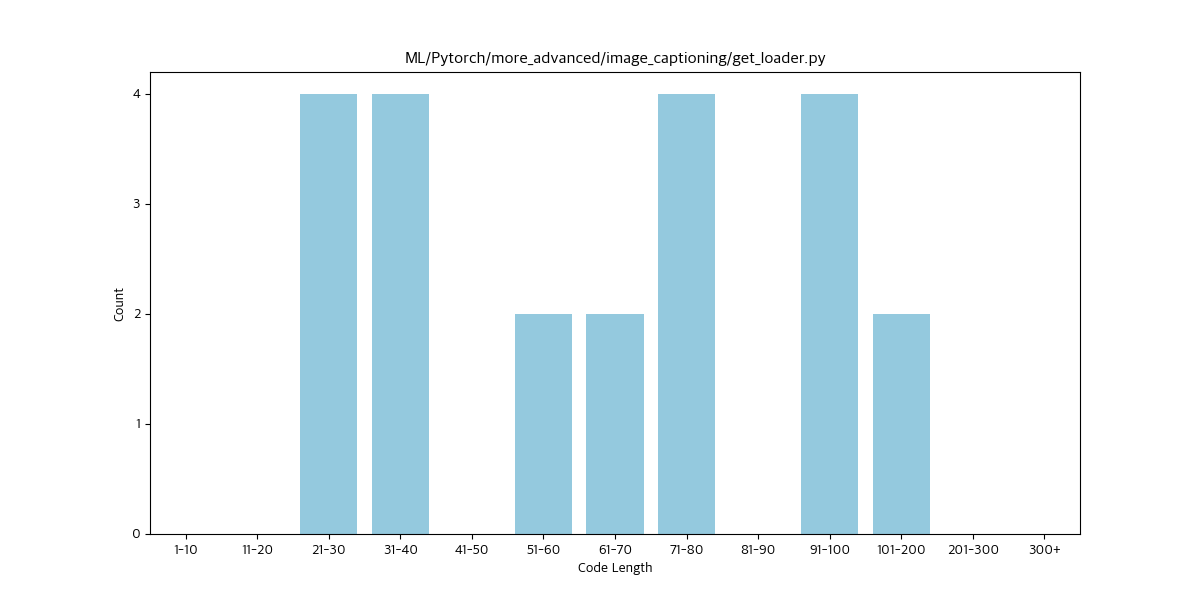 ML/Pytorch/more_advanced/image_captioning/get_loader.py
4
3
2
1
0
Count
1-10 11-20 21-30 31-40 41-50 51-60 61-70 71-80 81-90 91-100 101-200 201-300 300+
Code Length